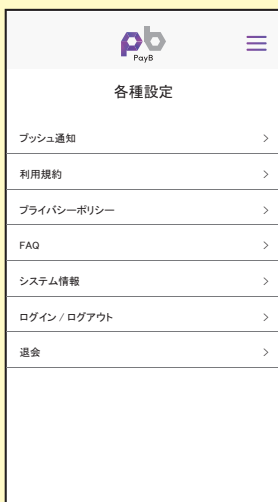 pb
PayB
各種設定
プッシュ通知
利用規約
プライバシーポリシー
FAQ
システム情報
ログイン / ログアウト
退会